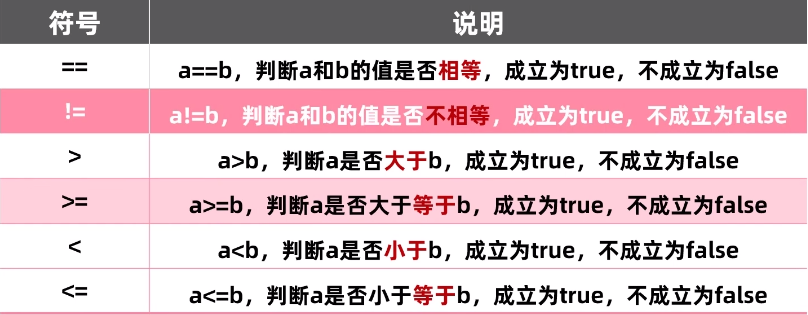 符号 说明
== a==b，判断a和b的值是否相等，成立为true，不成立为false
!= a!=b，判断a和b的值是否不相等，成立为true，不成立为false
> a>b，判断a是否大于b，成立为true，不成立为false
>= a>=b，判断a是否大于等于b，成立为true，不成立为false
< a<b，判断a是否小于b，成立为true，不成立为false
<= a<=b，判断a是否小于等于b，成立为true，不成立为false